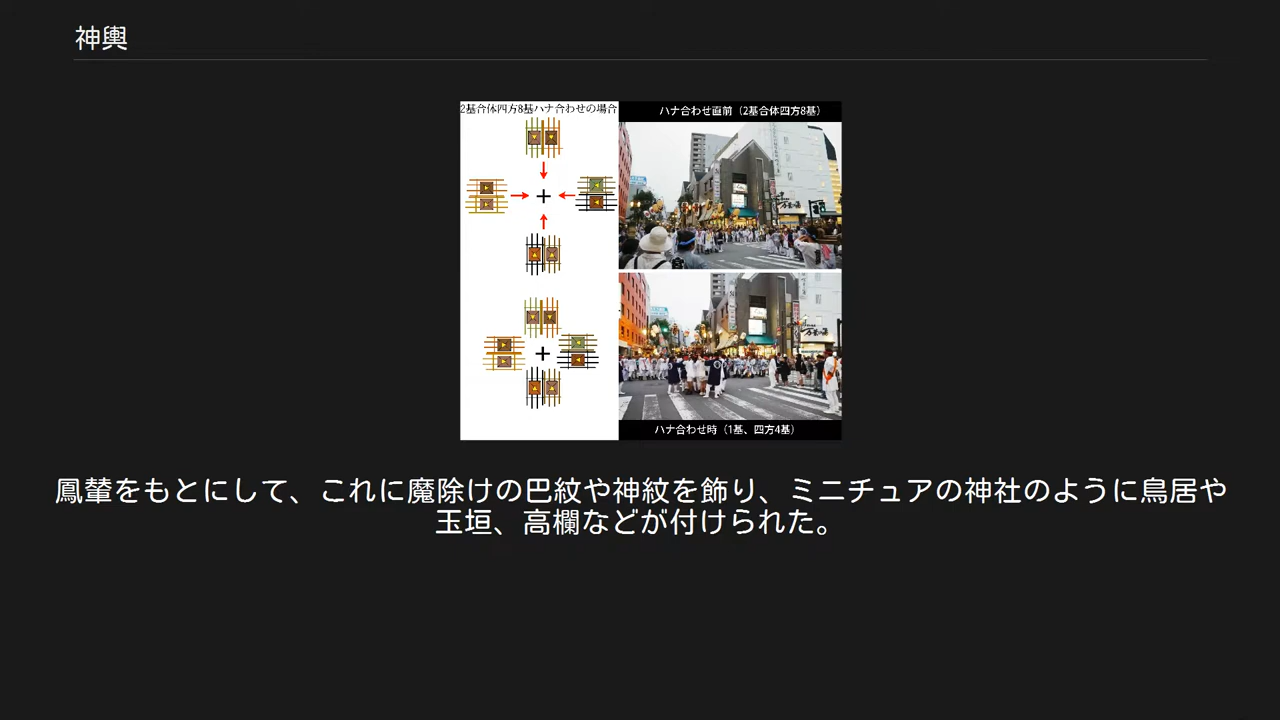 神輿
2基合体四方8基ハナ合わせの場合
ハナ合わせ直前（2基合体四方8基）
ハナ合わせ時（1基、四方4基）
鳳輦をもとにして、これに魔除けの巴紋や神紋を飾り、ミニチュアの神社のように鳥居や
玉垣、高欄などが付けられた。